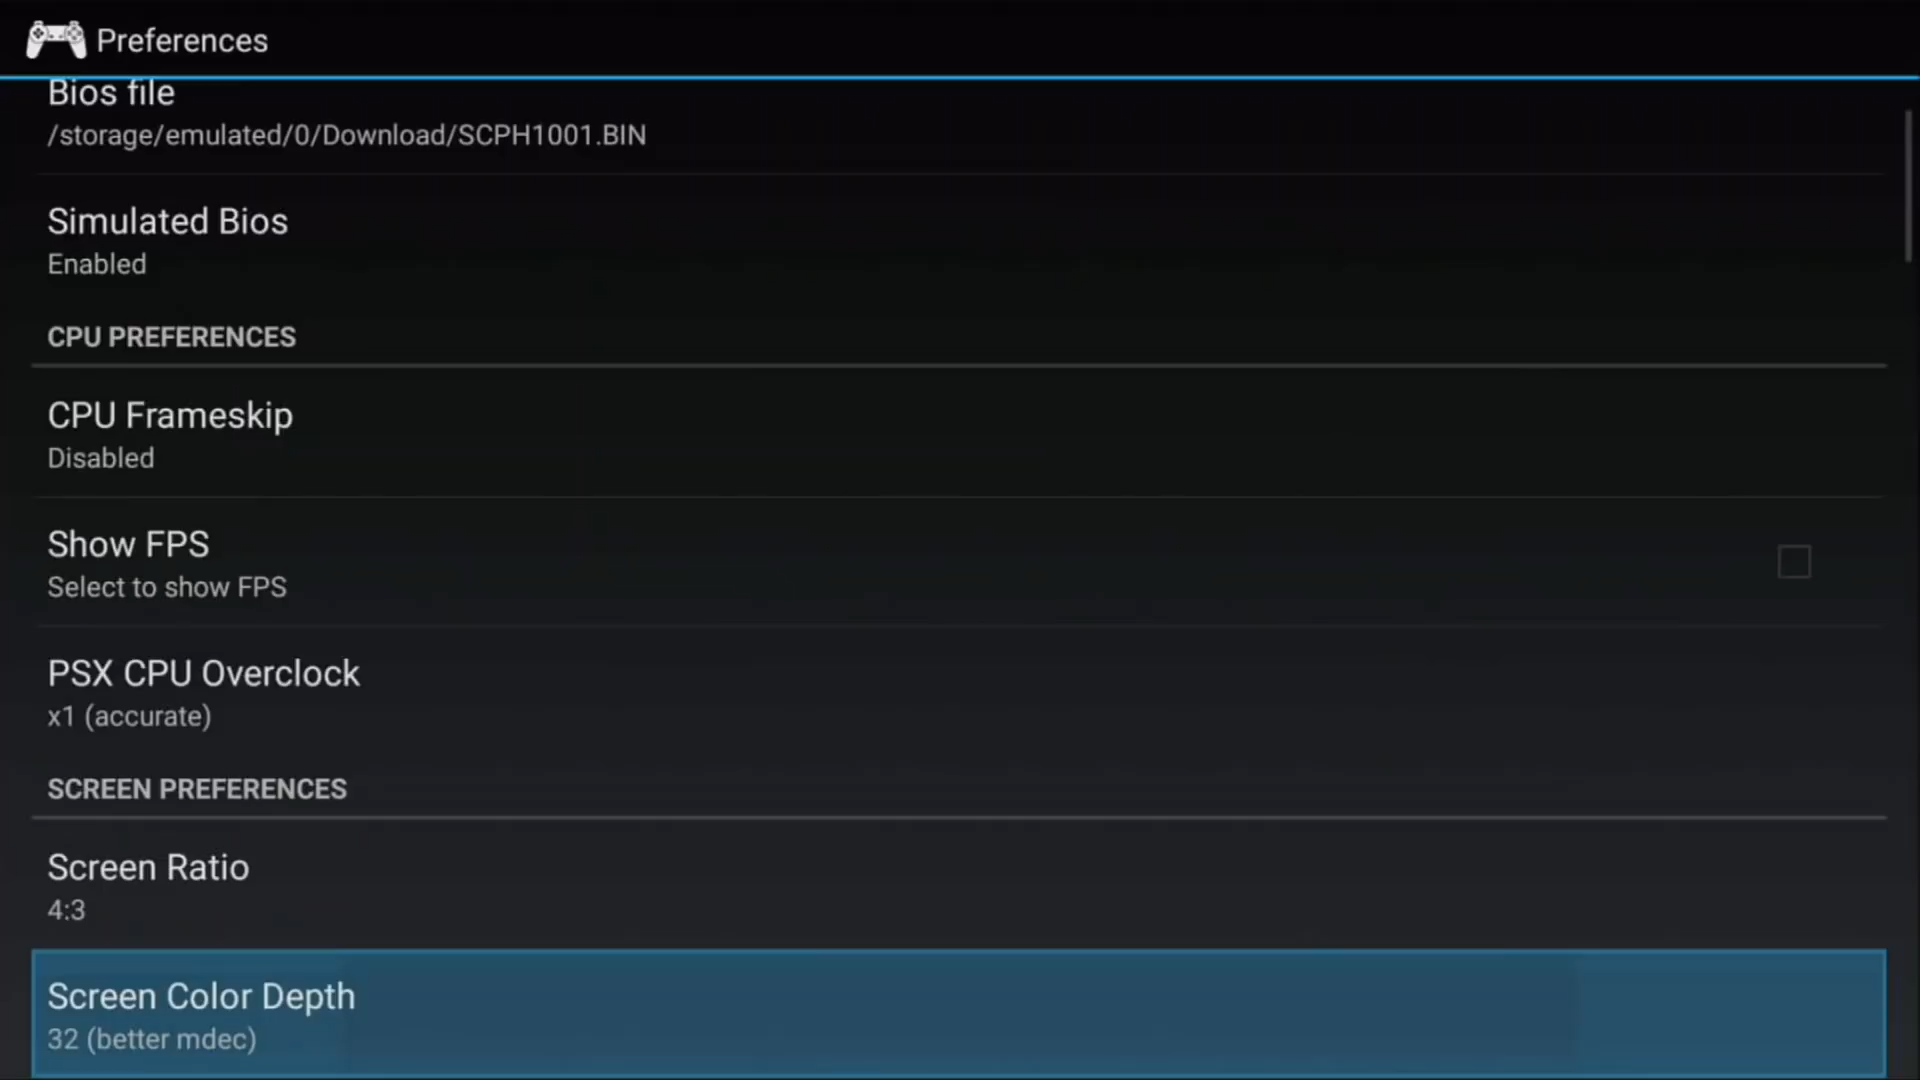 Preferences
Bios file
/storage/emulated/0/Download/SCPH1001.BIN
Simulated Bios
Enabled
CPU PREFERENCES
CPU Frameskip
Disabled
Show FPS
Select to show FPS
PSX CPU Overclock
x1 (accurate)
SCREEN PREFERENCES
Screen Ratio
4:3
Screen Color Depth
32 (better mdec)